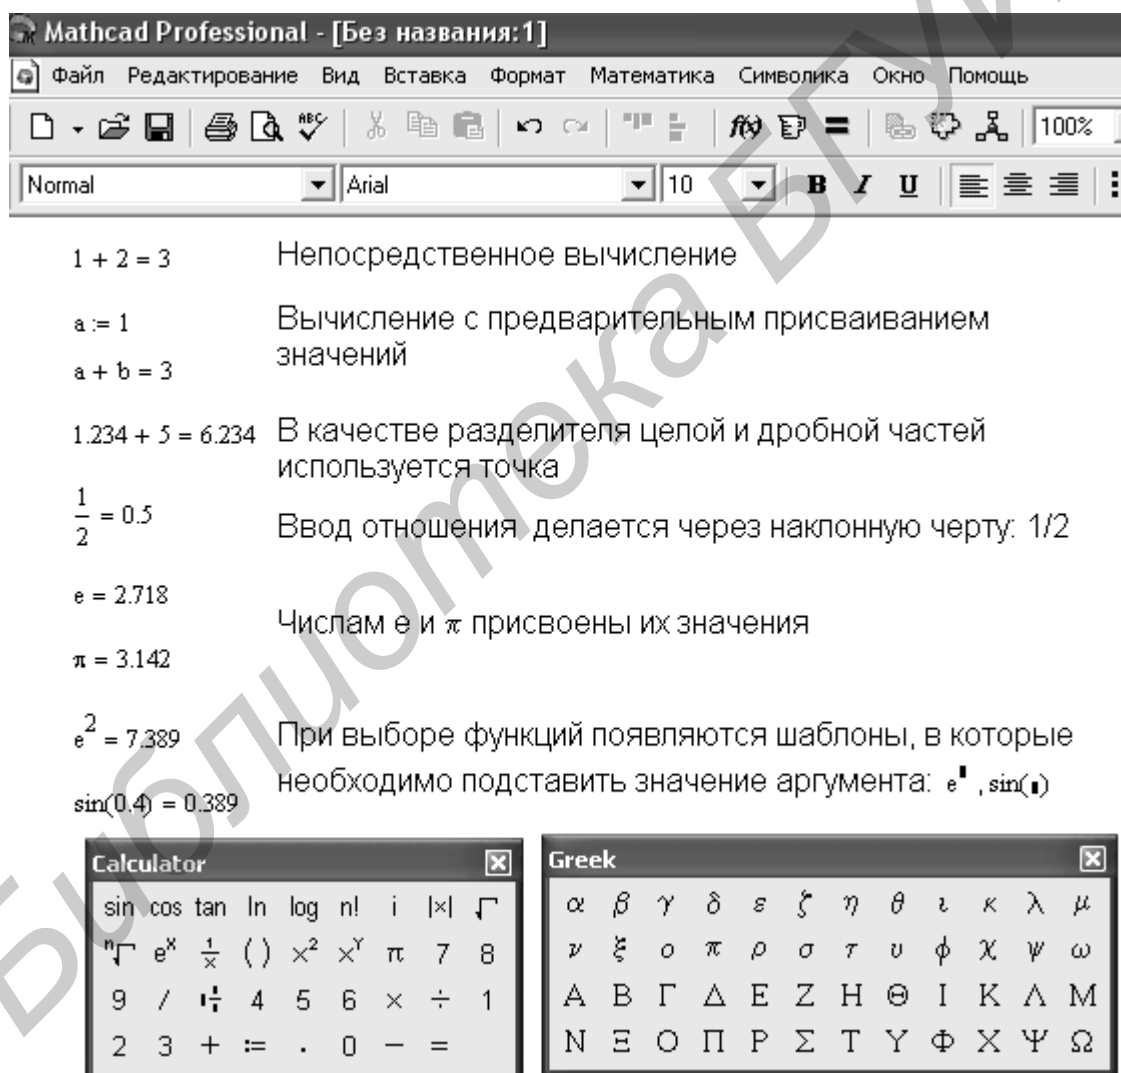 Mathcad Professional - [Без названия:1]
Файл Редактирование Вид Вставка Формат Математика Символика Окно Помощь
ABC f(x) = 100%
Normal Arial 10 B I U
1 + 2 = 3 Непосредственное вычисление
a := 1 Вычисление с предварительным присваиванием
значений
a + b = 3
1.234 + 5 = 6.234 В качестве разделителя целой и дробной частей
используется точка
1/2 = 0.5 Ввод отношения делается через наклонную черту: 1/2
e = 2.718
Числам e и π присвоены их значения
π = 3.142
e^2 = 7.389 При выборе функций появляются шаблоны, в которые
необходимо подставить значение аргумента: e^▮ , sin(▮)
sin(0.4) = 0.389
Calculator
sin cos tan ln log n! i |×| √
ⁿ√ e^x 1/x ( ) ×² ×^Y π 7 8
9 / 4 5 6 × ÷ 1
2 3 + := . 0 − =
Greek
α β γ δ ε ζ η θ ι κ λ μ
ν ξ ο π ρ σ τ υ ϕ χ ψ ω
Α Β Γ Δ Ε Ζ Η Θ Ι Κ Λ Μ
Ν Ξ Ο Π Ρ Σ Τ Υ Φ Χ Ψ Ω
Библиотека БГУИ